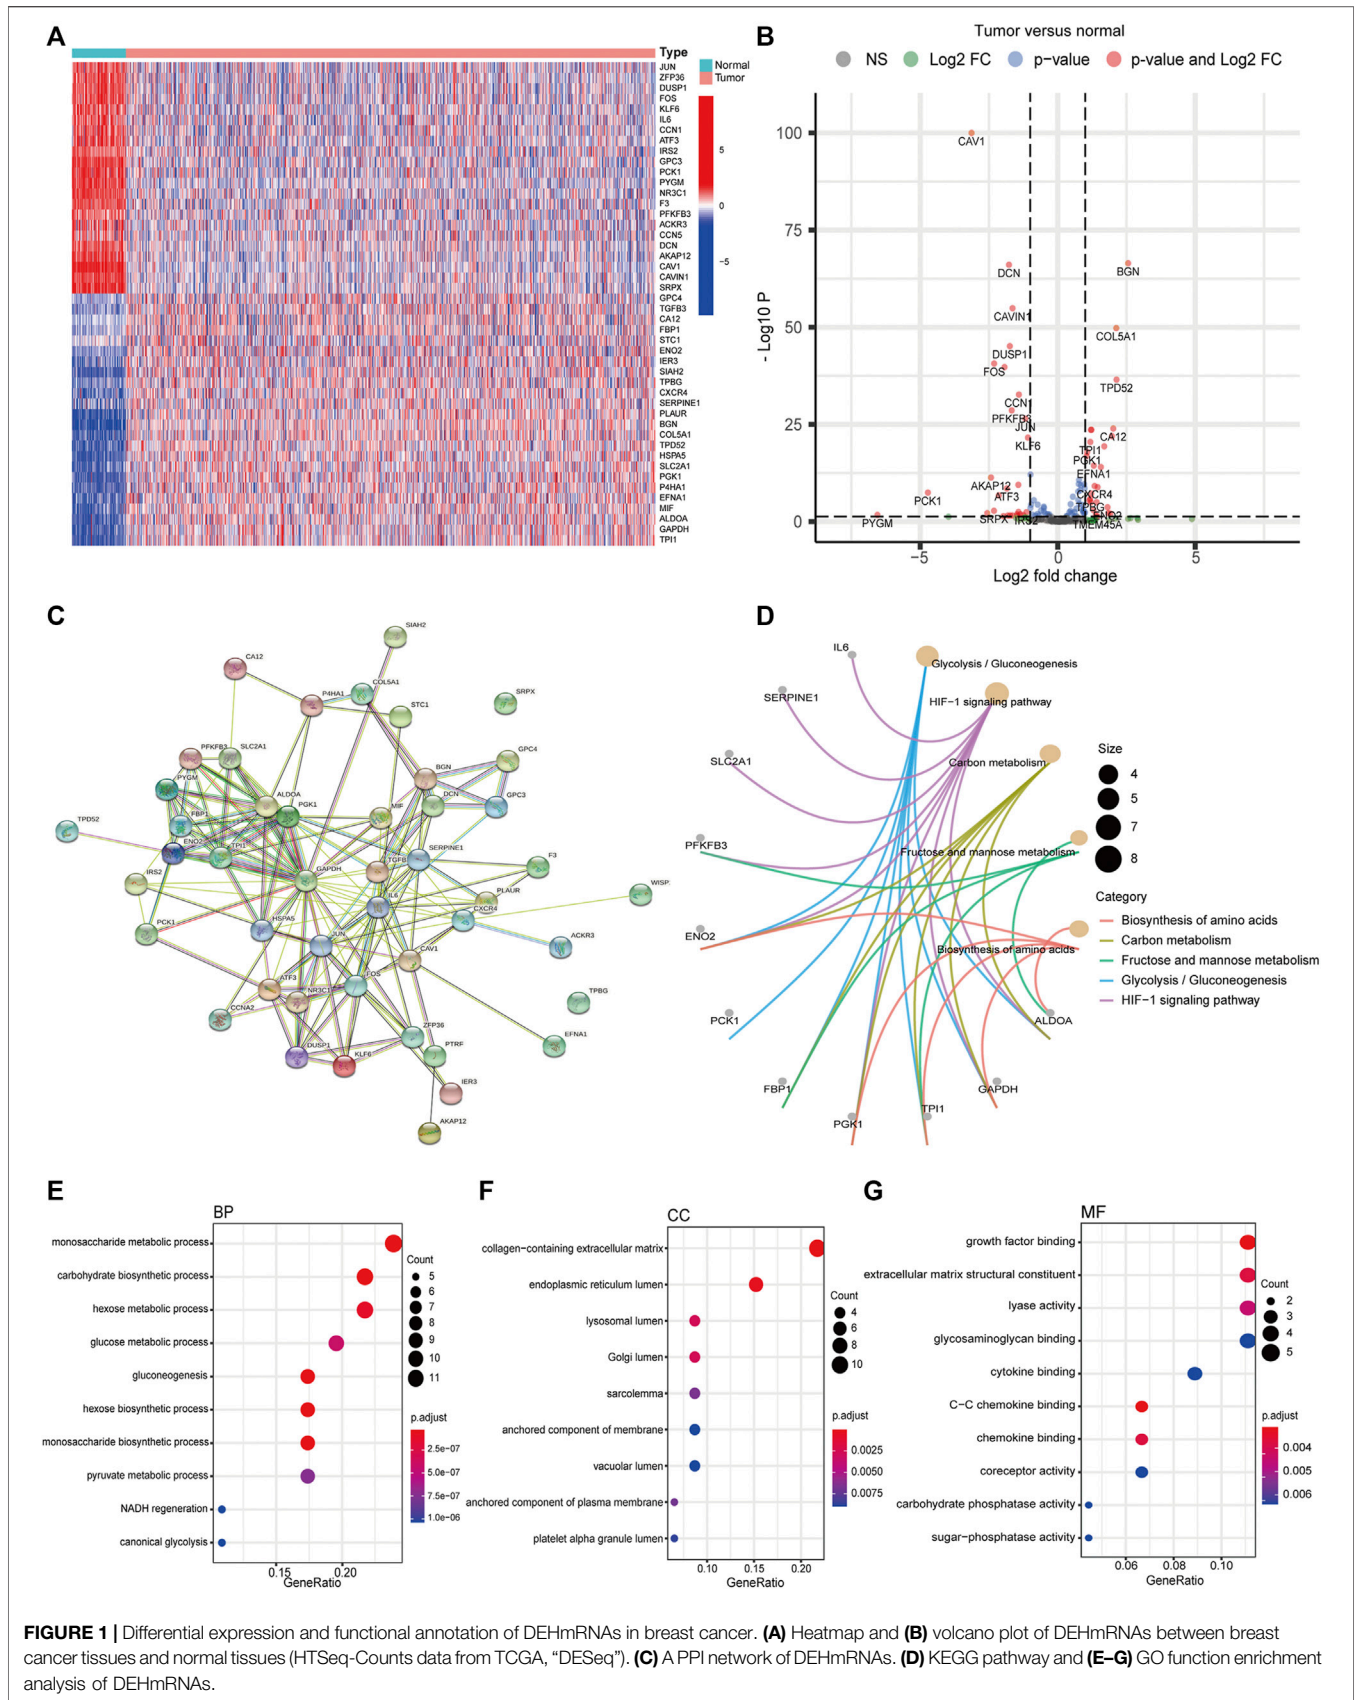 A
Type
Normal
Tumor
JUN
ZFP36
DUSP1
FOS
KLF6
IL6
CCN1
ATF3
IRS2
GPC3
PCK1
PYGM
NR3C1
F3
PFKFB3
ACKR3
CCN5
DCN
AKAP12
CAV1
CAVIN1
SRPX
GPC4
TGFB3
CA12
FBP1
STC1
ENO2
IER3
SIAH2
TPBG
CXCR4
SERPINE1
PLAUR
BGN
COL5A1
TPD52
HSPA5
SLC2A1
PGK1
P4HA1
EFNA1
MIF
ALDOA
GAPDH
TPI1
5
0
−5
B
Tumor versus normal
NS
Log2 FC
p−value
p−value and Log2 FC
- Log10 P
100
75
50
25
0
CAV1
DCN
BGN
CAVIN1
COL5A1
DUSP1
FOS
TPD52
CCN1
PFKFB3
JUN
CA12
KLF6
TPI1
PGK1
EFNA1
AKAP12
ATF3
CXCR4
PCK1
TPBG
ENO2
PYGM
SRPX
IRS2
TMEM45A
−5
0
5
Log2 fold change
C
SIAH2
CA12
COL5A1
P4HA1
SRPX
STC1
PFKFB3
SLC2A1
GPC4
BGN
PYGM
ALDOA
DCN
GPC3
PGK1
MIF
FBP1
TPD52
ENO2
TPI1
SERPINE1
TGFB
F3
GAPDH
IRS2
WISP
IL6
PLAUR
CXCR4
PCK1
HSPA5
JUN
ACKR3
CAV1
ATF3
FOS
NR3C1
TPBG
CCNA2
ZFP36
EFNA1
DUSP1
KLF6
PTRF
IER3
AKAP12
D
IL6
Glycolysis / Gluconeogenesis
SERPINE1
HIF−1 signaling pathway
SLC2A1
Carbon metabolism
PFKFB3
Fructose and mannose metabolism
ENO2
Biosynthesis of amino acids
PCK1
ALDOA
FBP1
GAPDH
PGK1
TPI1
Size
4
5
7
8
Category
Biosynthesis of amino acids
Carbon metabolism
Fructose and mannose metabolism
Glycolysis / Gluconeogenesis
HIF−1 signaling pathway
E
BP
monosaccharide metabolic process
carbohydrate biosynthetic process
hexose metabolic process
glucose metabolic process
gluconeogenesis
hexose biosynthetic process
monosaccharide biosynthetic process
pyruvate metabolic process
NADH regeneration
canonical glycolysis
0.15
0.20
GeneRatio
Count
5
6
7
8
9
10
11
p.adjust
2.5e−07
5.0e−07
7.5e−07
1.0e−06
F
CC
collagen−containing extracellular matrix
endoplasmic reticulum lumen
lysosomal lumen
Golgi lumen
sarcolemma
anchored component of membrane
vacuolar lumen
anchored component of plasma membrane
platelet alpha granule lumen
0.10
0.15
0.20
GeneRatio
Count
4
6
8
10
p.adjust
0.0025
0.0050
0.0075
G
MF
growth factor binding
extracellular matrix structural constituent
lyase activity
glycosaminoglycan binding
cytokine binding
C−C chemokine binding
chemokine binding
coreceptor activity
carbohydrate phosphatase activity
sugar−phosphatase activity
0.06
0.08
0.10
GeneRatio
Count
2
3
4
5
p.adjust
0.004
0.005
0.006
FIGURE 1 | Differential expression and functional annotation of DEHmRNAs in breast cancer. (A) Heatmap and (B) volcano plot of DEHmRNAs between breast
cancer tissues and normal tissues (HTSeq-Counts data from TCGA, “DESeq”). (C) A PPI network of DEHmRNAs. (D) KEGG pathway and (E–G) GO function enrichment
analysis of DEHmRNAs.